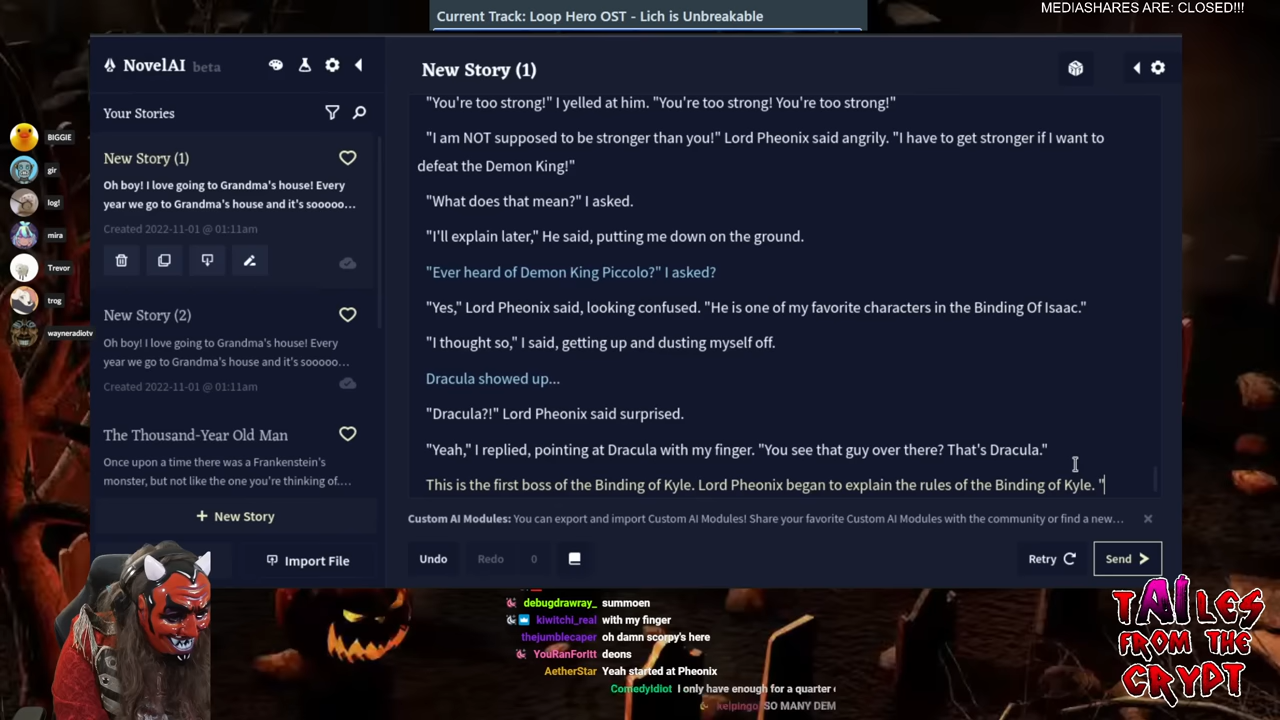 MEDIASHARES ARE: CLOSED!!!
Current Track: Loop Hero OST - Lich is Unbreakable
NovelAI beta
New Story (1)
Your Stories
New Story (1)
Oh boy! I love going to Grandma's house! Every
year we go to Grandma's house and it's sooooo...
Created 2022-11-01 @ 01:11am
New Story (2)
Oh boy! I love going to Grandma's house! Every
year we go to Grandma's house and it's sooooo...
Created 2022-11-01 @ 01:11am
The Thousand-Year Old Man
Once upon a time there was a Frankenstein's
monster, but not like the one you're thinking of...
+ New Story
Import File
BIGGIE
gir
log!
mira
Trevor
trog
wayneradiotv
"You're too strong!" I yelled at him. "You're too strong! You're too strong!"
"I am NOT supposed to be stronger than you!" Lord Pheonix said angrily. "I have to get stronger if I want to
defeat the Demon King!"
"What does that mean?" I asked.
"I'll explain later," He said, putting me down on the ground.
"Ever heard of Demon King Piccolo?" I asked?
"Yes," Lord Pheonix said, looking confused. "He is one of my favorite characters in the Binding Of Isaac."
"I thought so," I said, getting up and dusting myself off.
Dracula showed up...
"Dracula?!" Lord Pheonix said surprised.
"Yeah," I replied, pointing at Dracula with my finger. "You see that guy over there? That's Dracula."
This is the first boss of the Binding of Kyle. Lord Pheonix began to explain the rules of the Binding of Kyle. "
Custom AI Modules: You can export and import Custom AI Modules! Share your favorite Custom AI Modules with the community or find a new...
Undo
Redo
0
Retry
Send
debugdrawray_ summoen
kiwitchi_real with my finger
thejumblecaper oh damn scorpy's here
YouRanForItt deons
AetherStar Yeah started at Pheonix
ComedyIdiot I only have enough for a quarter
kelpingo SO MANY DEM
TAILES
FROM THE
CRYPT